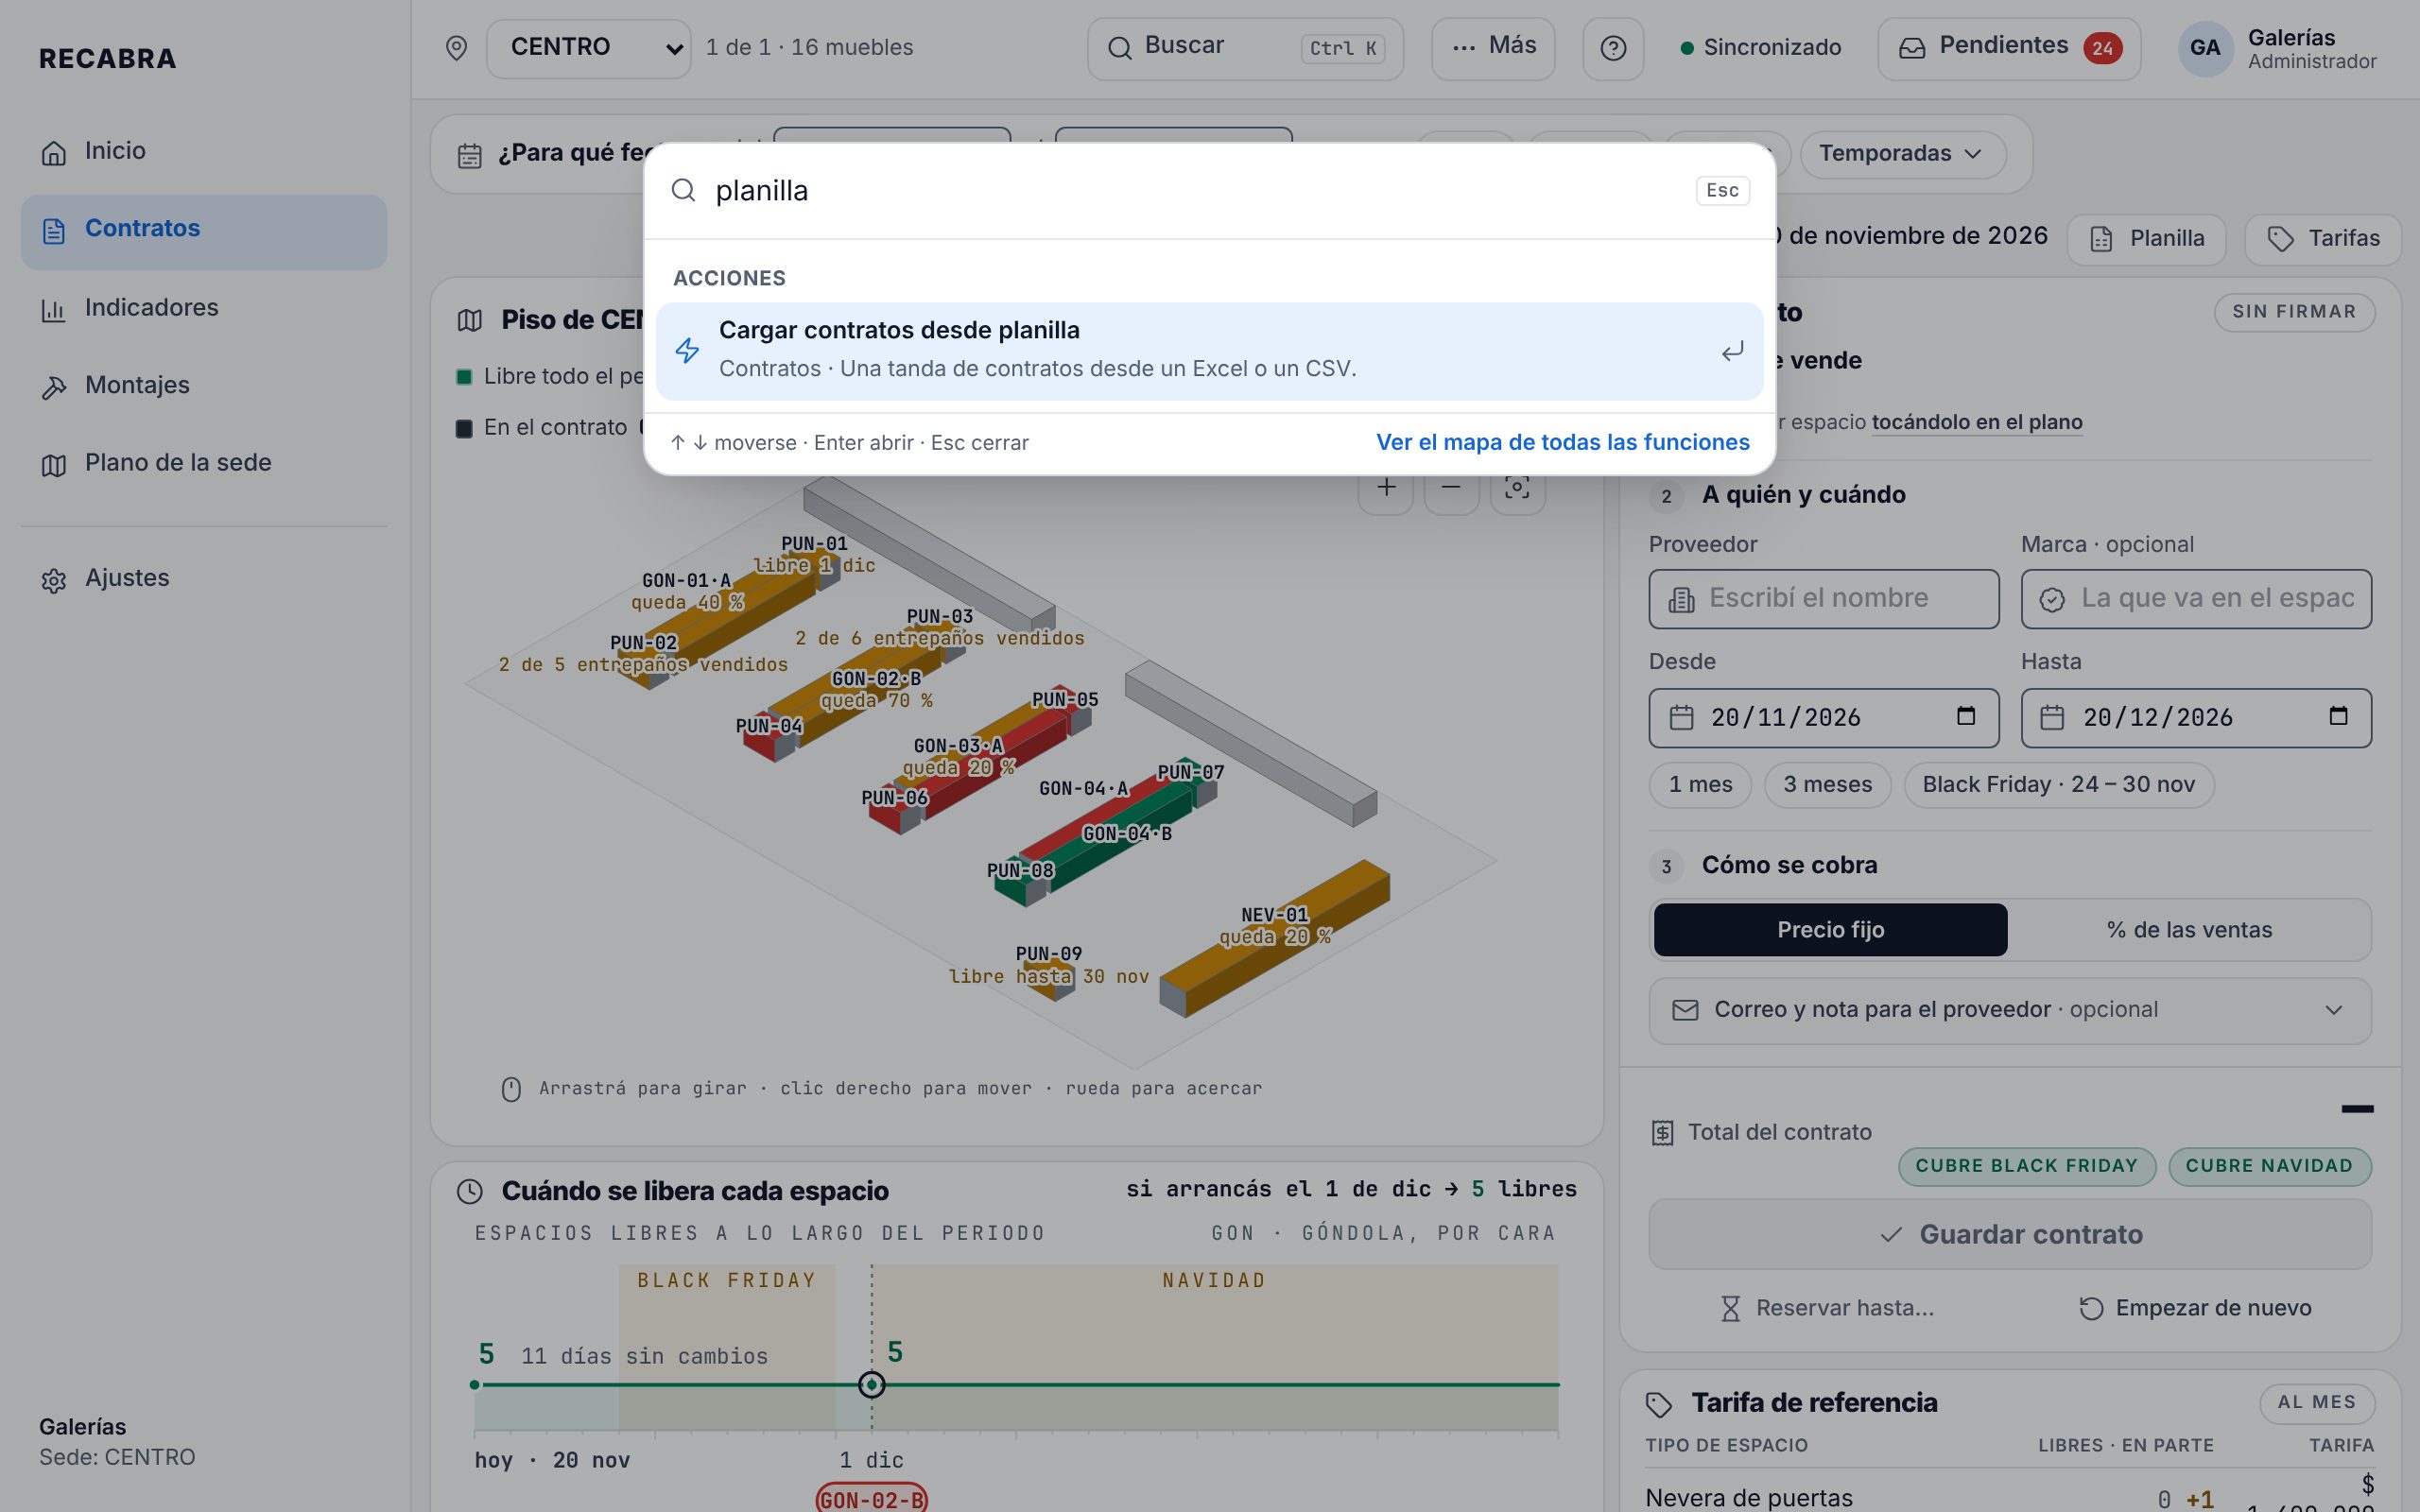 RECABRA
Inicio
Contratos
Indicadores
Montajes
Plano de la sede
Ajustes
Galerías
Sede: CENTRO
CENTRO
1 de 1 · 16 muebles
Buscar
Ctrl K
Más
Sincronizado
Pendientes 24
GA
Galerías
Administrador
¿Para qué fec
Temporadas
planilla
Esc
ACCIONES
Cargar contratos desde planilla
Contratos · Una tanda de contratos desde un Excel o un CSV.
↑ ↓ moverse · Enter abrir · Esc cerrar
Ver el mapa de todas las funciones
de noviembre de 2026
Planilla
Tarifas
Piso de CEN
Libre todo el pe
En el contrato
PUN-01
libre 1 dic
GON-01·A
queda 40 %
PUN-03
2 de 6 entrepaños vendidos
PUN-02
2 de 5 entrepaños vendidos
GON-02·B
queda 70 %
PUN-05
PUN-04
GON-03·A
queda 20 %
PUN-07
GON-04·A
PUN-06
GON-04·B
PUN-08
NEV-01
queda 20 %
PUN-09
libre hasta 30 nov
Arrastrá para girar · clic derecho para mover · rueda para acercar
Cuándo se libera cada espacio
si arrancás el 1 de dic → 5 libres
ESPACIOS LIBRES A LO LARGO DEL PERIODO
GON · GÓNDOLA, POR CARA
BLACK FRIDAY
NAVIDAD
5 11 días sin cambios
5
hoy · 20 nov
1 dic
GON-02-B
to
SIN FIRMAR
e vende
r espacio tocándolo en el plano
2 A quién y cuándo
Proveedor
Marca · opcional
Escribí el nombre
La que va en el espac
Desde
Hasta
20/11/2026
20/12/2026
1 mes
3 meses
Black Friday · 24 – 30 nov
3 Cómo se cobra
Precio fijo
% de las ventas
Correo y nota para el proveedor · opcional
Total del contrato
CUBRE BLACK FRIDAY
CUBRE NAVIDAD
Guardar contrato
Reservar hasta...
Empezar de nuevo
Tarifa de referencia
AL MES
TIPO DE ESPACIO
LIBRES · EN PARTE
TARIFA
Nevera de puertas
0 +1
$